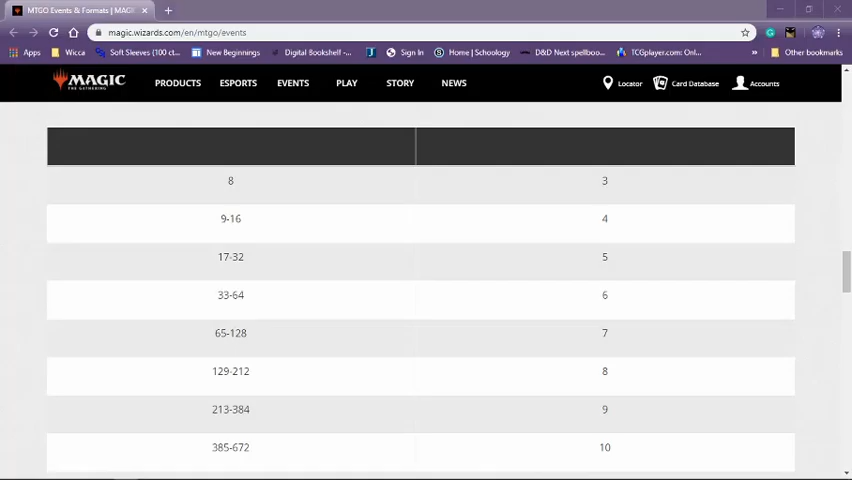 MTGO Events & Formats | MAGIC
magic.wizards.com/en/mtgo/events
Apps Wicca Soft Sleeves (100 ct... New Beginnings Digital Bookshelf -... Sign In Home | Schoology D&D Next spellboo... TCGplayer.com: Onl... » Other bookmarks
MAGIC THE GATHERING PRODUCTS ESPORTS EVENTS PLAY STORY NEWS Locator Card Database Accounts
8 3
9-16 4
17-32 5
33-64 6
65-128 7
129-212 8
213-384 9
385-672 10